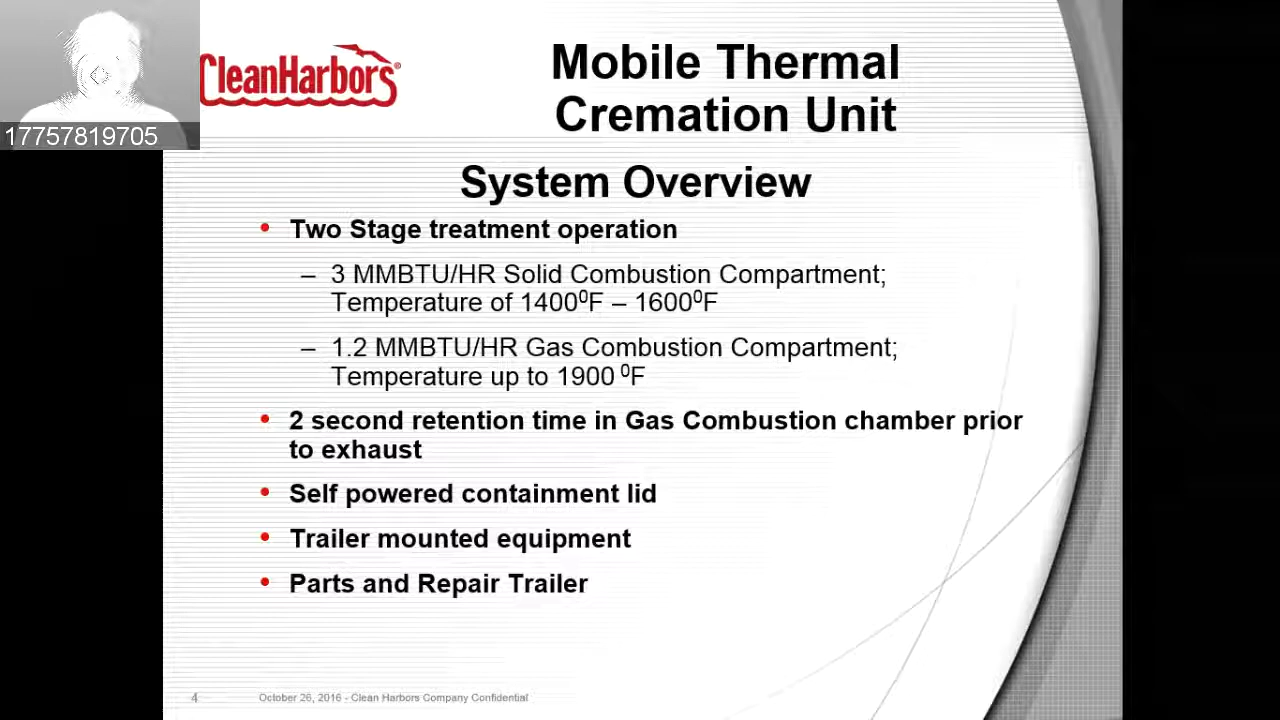 CleanHarbors®
Mobile Thermal
Cremation Unit
17757819705
System Overview
• Two Stage treatment operation
– 3 MMBTU/HR Solid Combustion Compartment;
Temperature of 1400⁰F – 1600⁰F
– 1.2 MMBTU/HR Gas Combustion Compartment;
Temperature up to 1900 ⁰F
• 2 second retention time in Gas Combustion chamber prior
to exhaust
• Self powered containment lid
• Trailer mounted equipment
• Parts and Repair Trailer
4 October 26, 2016 - Clean Harbors Company Confidential